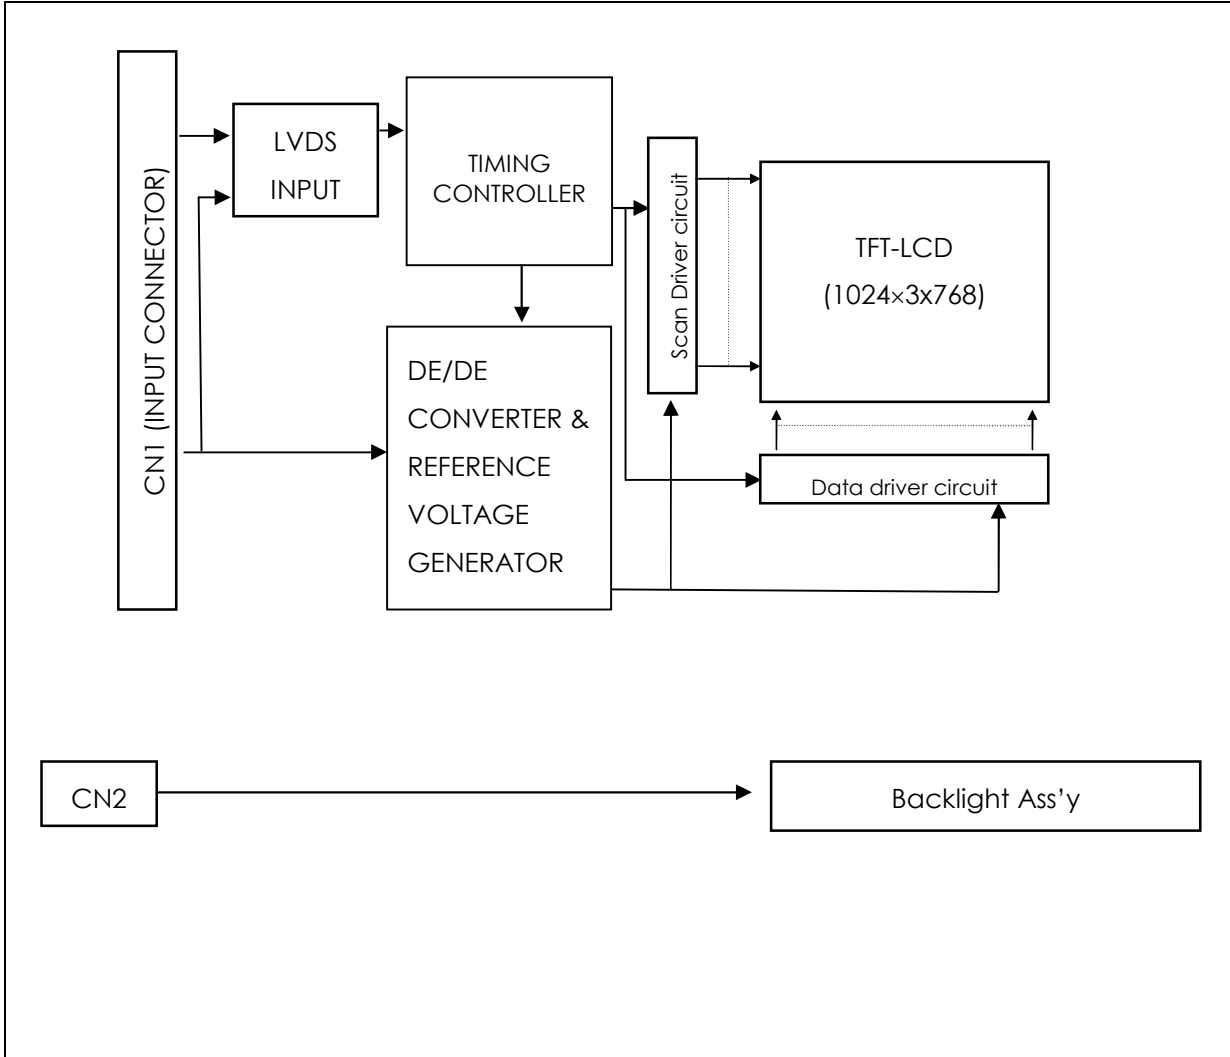 CN1 (INPUT CONNECTOR)
LVDS
INPUT
TIMING
CONTROLLER
Scan Driver circuit
TFT-LCD
(1024×3x768)
DE/DE
CONVERTER &
REFERENCE
VOLTAGE
GENERATOR
Data driver circuit
CN2
Backlight Ass’y